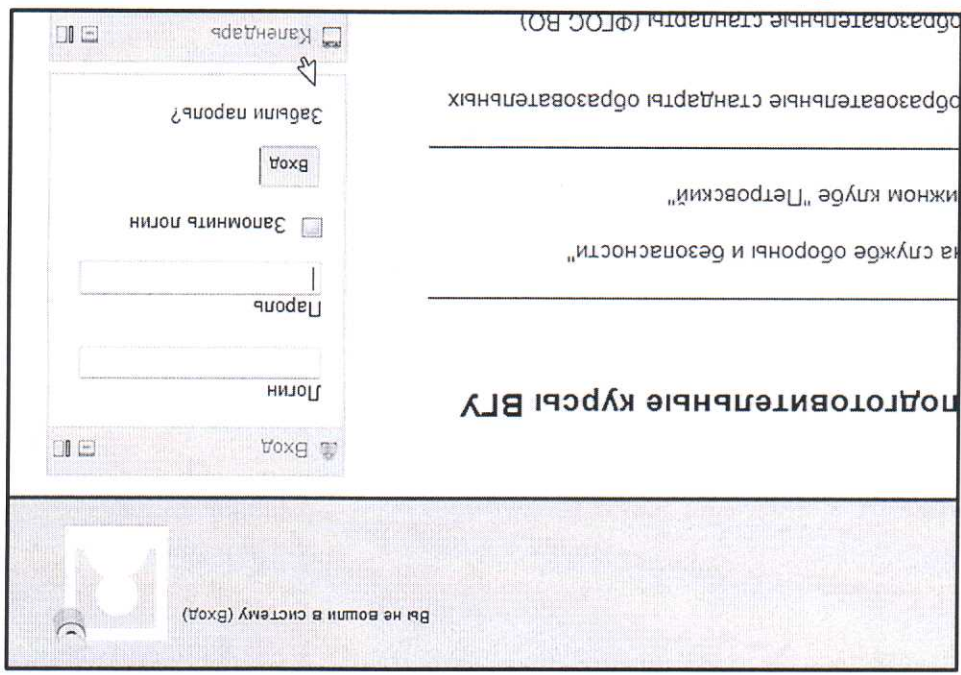 Вы не вошли в систему (Вход)
подготовительные курсы ВГУ
на службе обороны и безопасности"
ижном клубе "Петровский"
образовательные стандарты образовательных
образовательные стандарты (ФГОС ВО)
Вход
Логин
Пароль
Запомнить логин
Вход
Забыли пароль?
Календарь